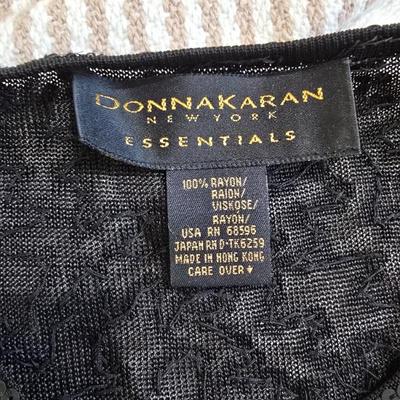 DONNAKARAN
NEW YORK
ESSENTIALS
100% RAYON/
RAION/
VISKOSE/
RAYON/
USA RN 68596
JAPAN RN D-TK6259
MADE IN HONG KONG
CARE OVER↓